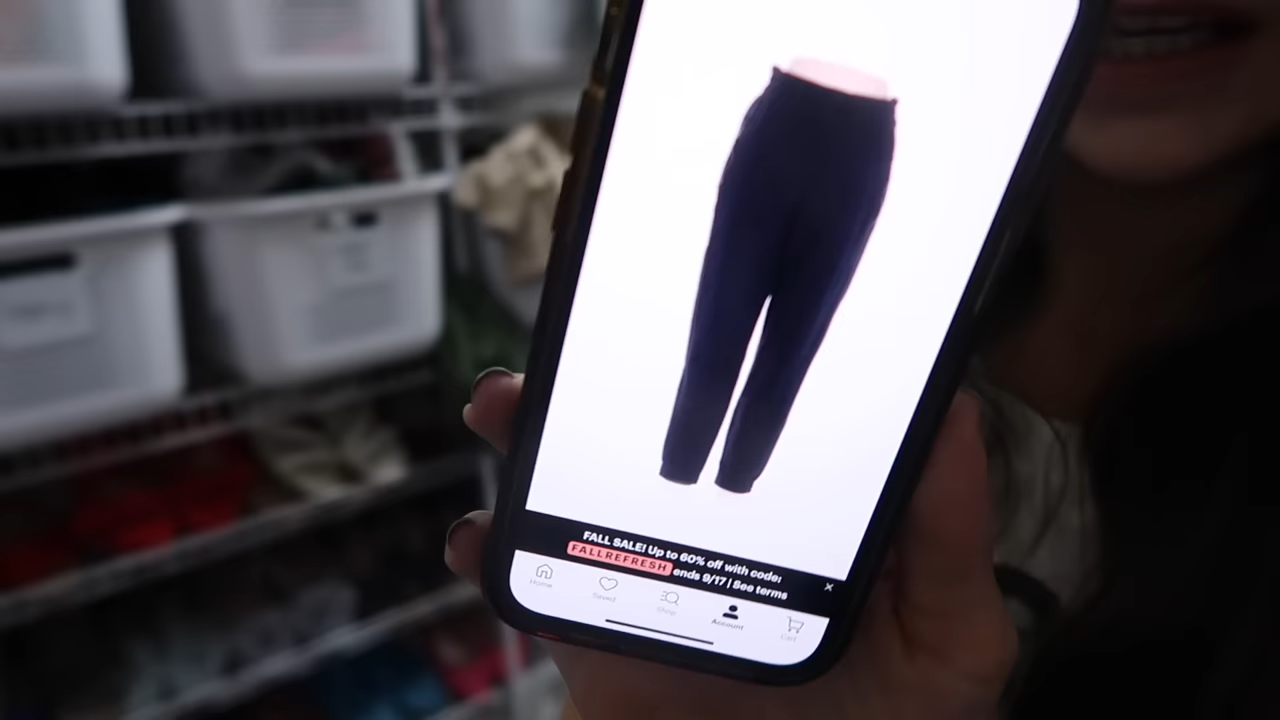 FALL SALE! Up to 60% off with code:
FALLREFRESH ends 9/17 | See terms
Home
Saved
Shop
Account
Cart